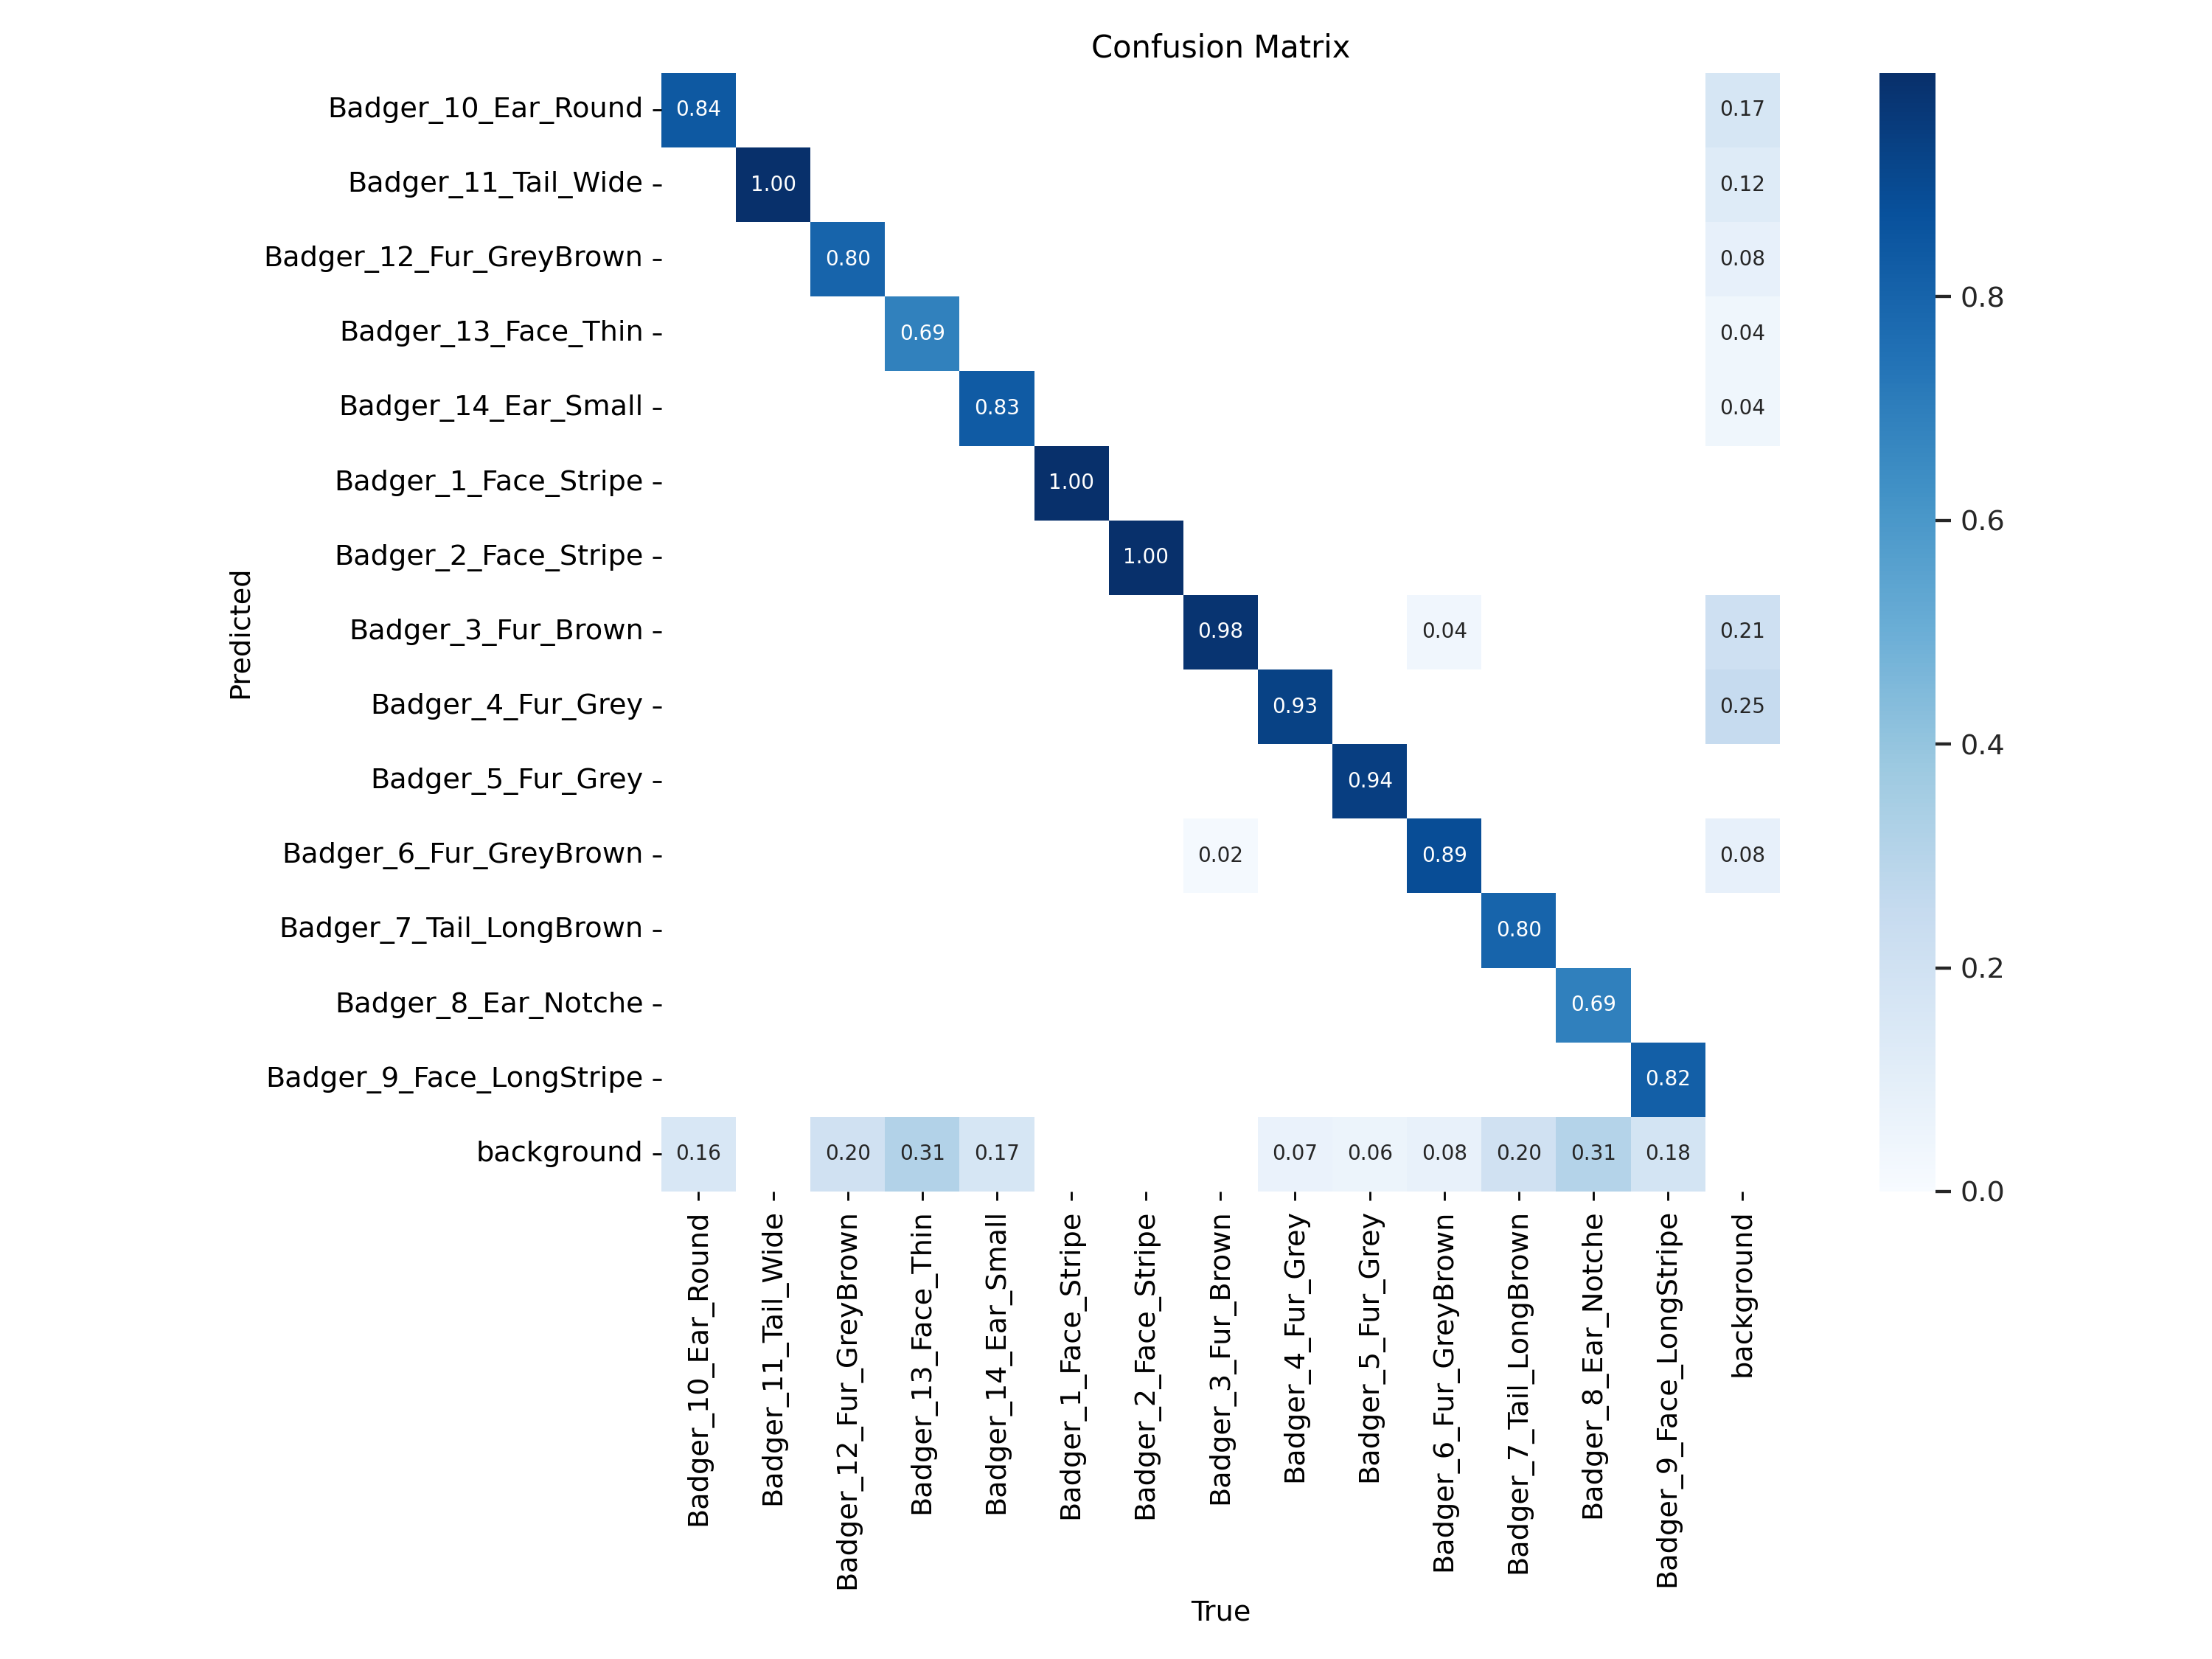 Confusion Matrix
Predicted
Badger_10_Ear_Round 0.84 0.17
Badger_11_Tail_Wide 1.00 0.12
Badger_12_Fur_GreyBrown 0.80 0.08
Badger_13_Face_Thin 0.69 0.04
Badger_14_Ear_Small 0.83 0.04
Badger_1_Face_Stripe 1.00
Badger_2_Face_Stripe 1.00
Badger_3_Fur_Brown 0.98 0.04 0.21
Badger_4_Fur_Grey 0.93 0.25
Badger_5_Fur_Grey 0.94
Badger_6_Fur_GreyBrown 0.02 0.89 0.08
Badger_7_Tail_LongBrown 0.80
Badger_8_Ear_Notche 0.69
Badger_9_Face_LongStripe 0.82
background 0.16 0.20 0.31 0.17 0.07 0.06 0.08 0.20 0.31 0.18
Badger_10_Ear_Round
Badger_11_Tail_Wide
Badger_12_Fur_GreyBrown
Badger_13_Face_Thin
Badger_14_Ear_Small
Badger_1_Face_Stripe
Badger_2_Face_Stripe
Badger_3_Fur_Brown
Badger_4_Fur_Grey
Badger_5_Fur_Grey
Badger_6_Fur_GreyBrown
Badger_7_Tail_LongBrown
Badger_8_Ear_Notche
Badger_9_Face_LongStripe
background
True
0.8
0.6
0.4
0.2
0.0